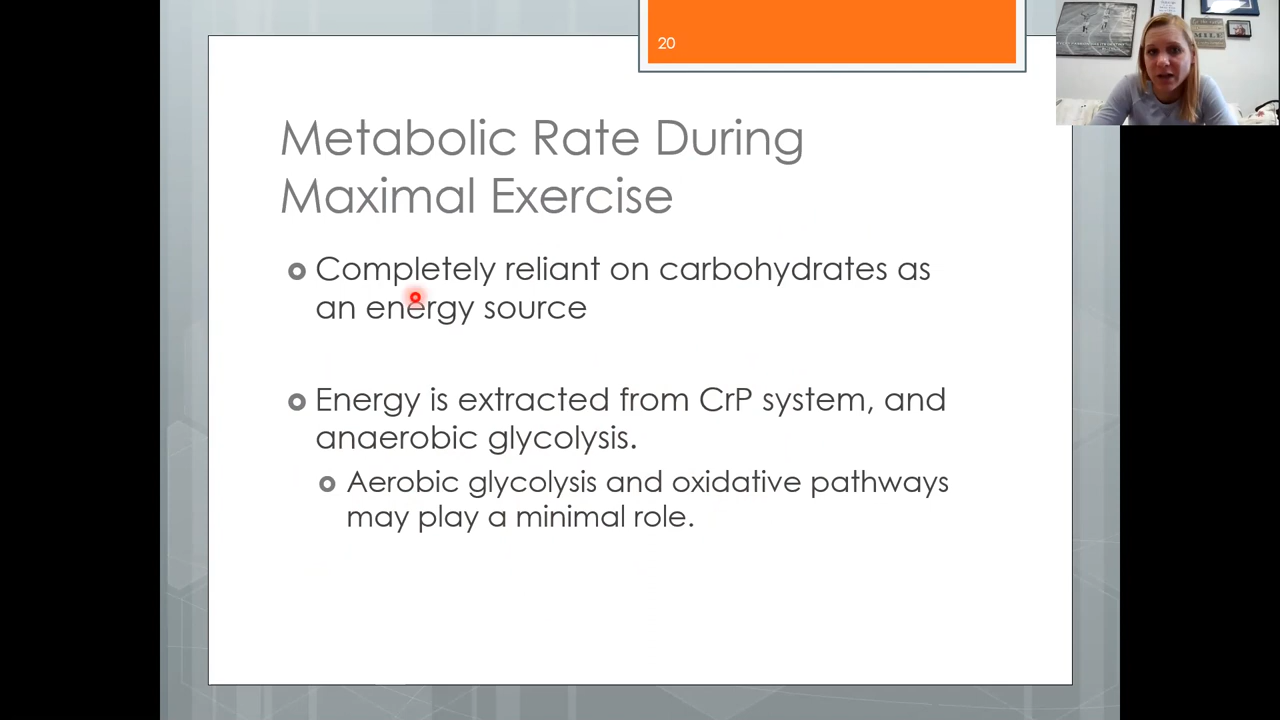 20
Metabolic Rate During
Maximal Exercise
Completely reliant on carbohydrates as
an energy source
Energy is extracted from CrP system, and
anaerobic glycolysis.
Aerobic glycolysis and oxidative pathways
may play a minimal role.
MILE